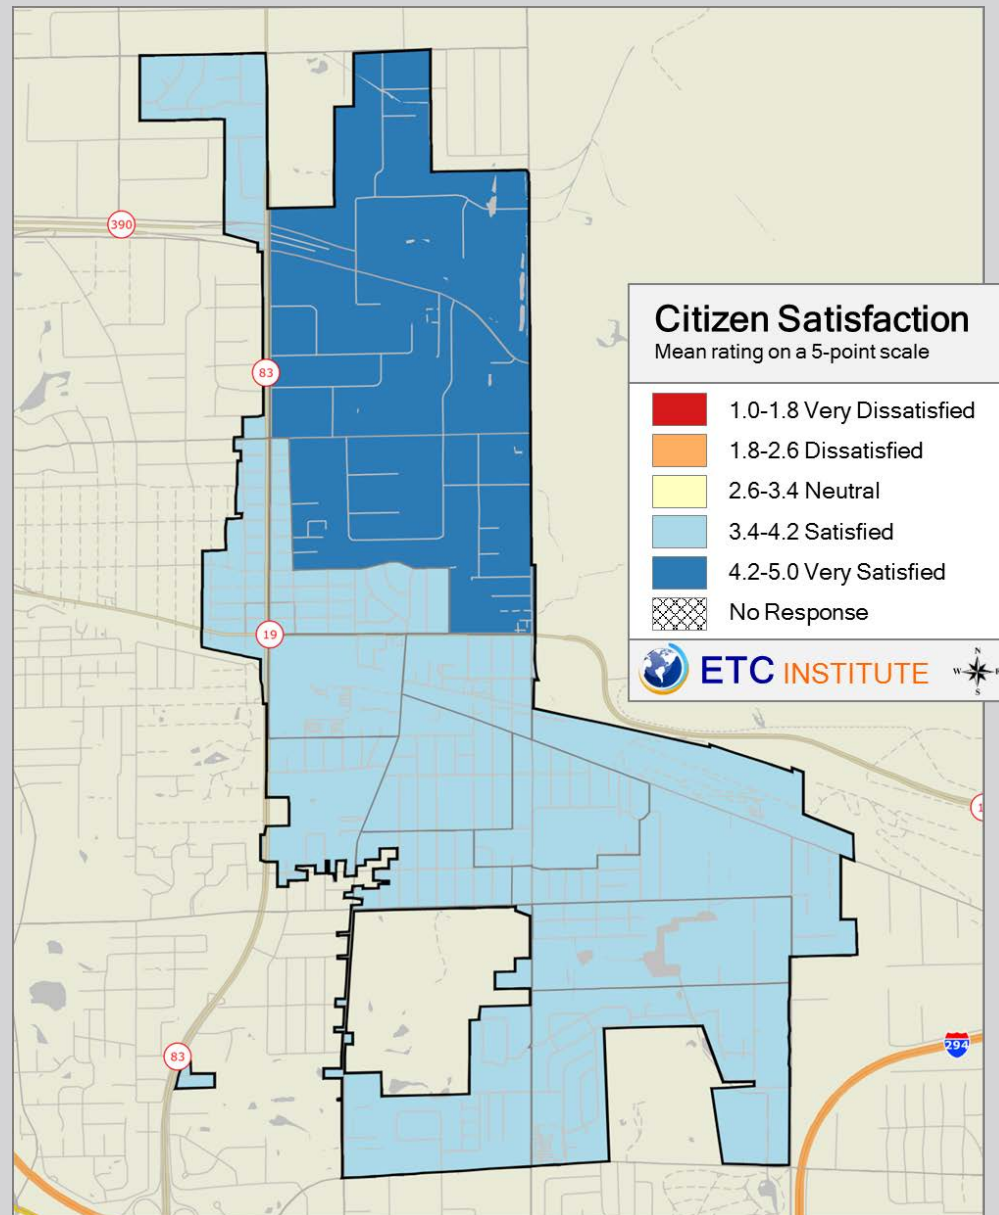 390
83
Citizen Satisfaction
Mean rating on a 5-point scale
1.0-1.8 Very Dissatisfied
1.8-2.6 Dissatisfied
2.6-3.4 Neutral
3.4-4.2 Satisfied
4.2-5.0 Very Satisfied
No Response
19
ETC INSTITUTE
N
W E
S
83
294